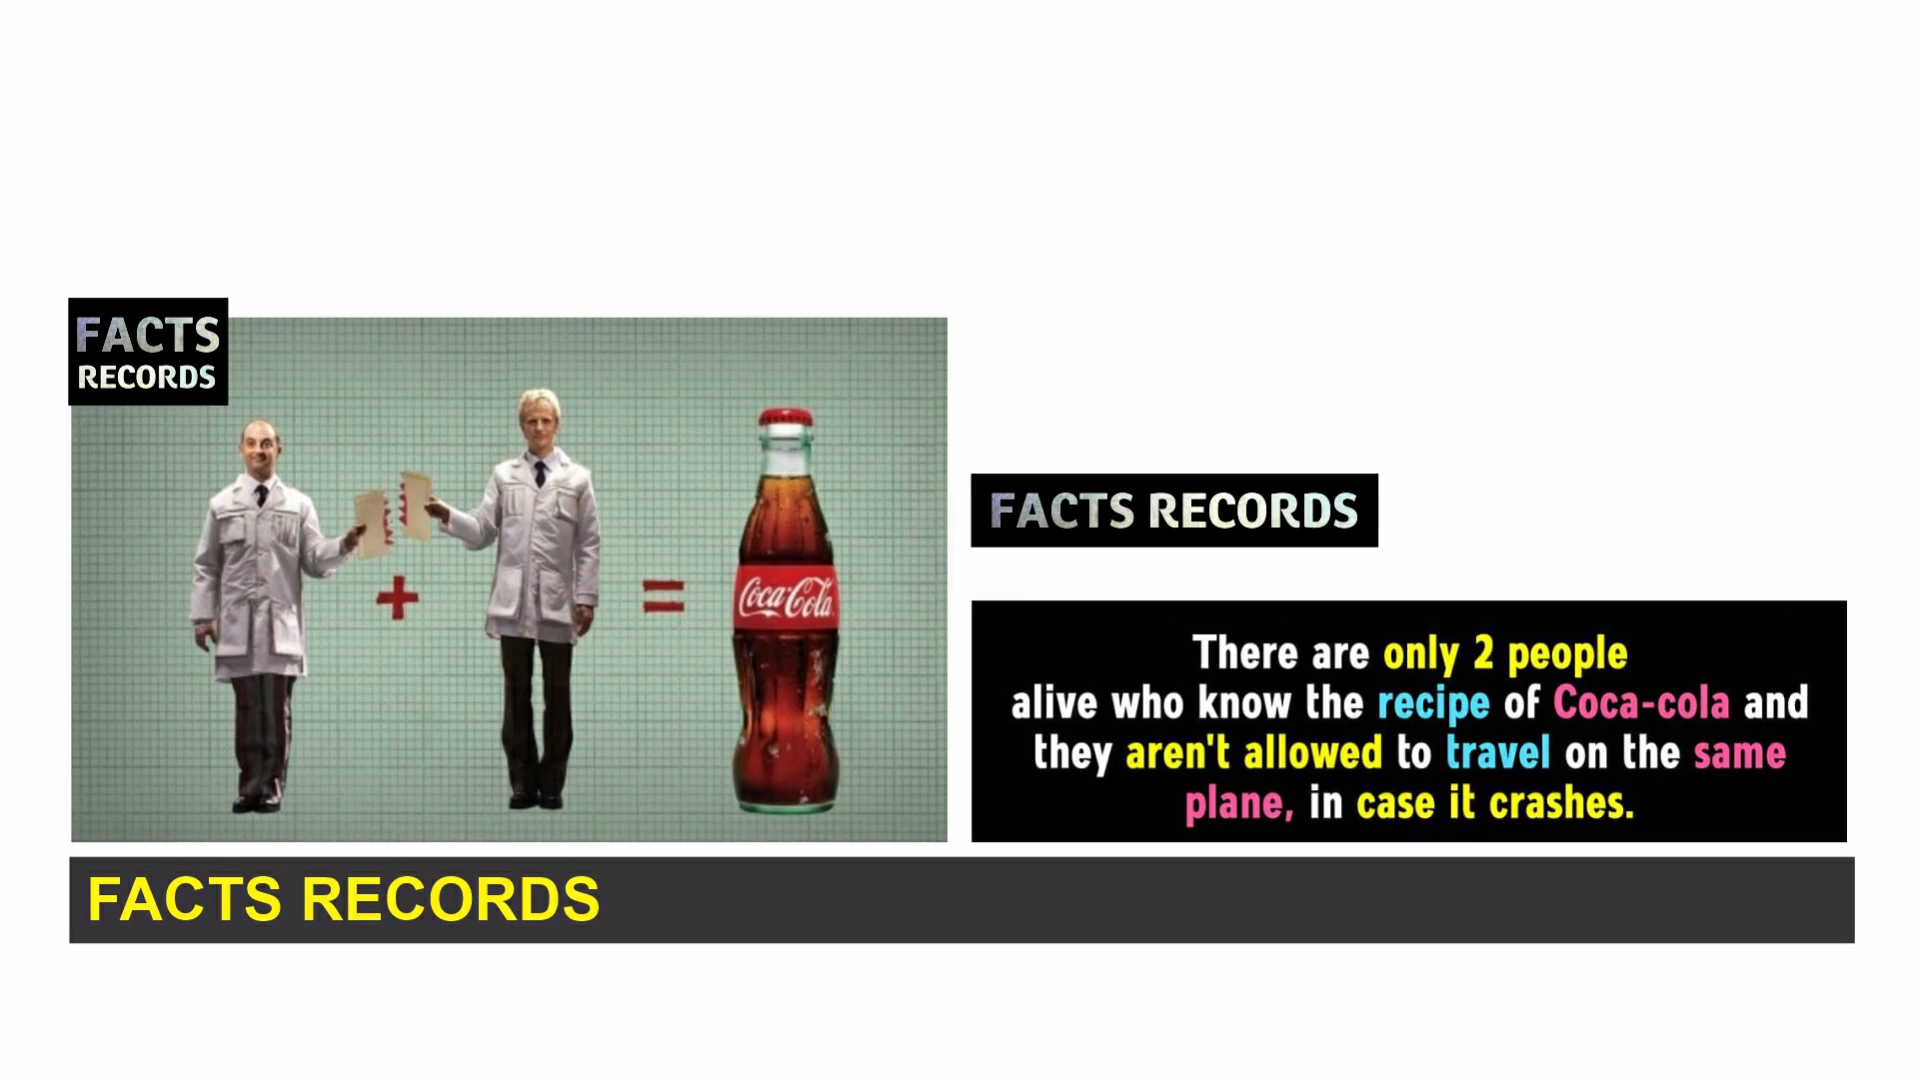 FACTS
RECORDS
Coca-Cola
FACTS RECORDS
There are only 2 people
alive who know the recipe of Coca-cola and
they aren't allowed to travel on the same
plane, in case it crashes.
FACTS RECORDS